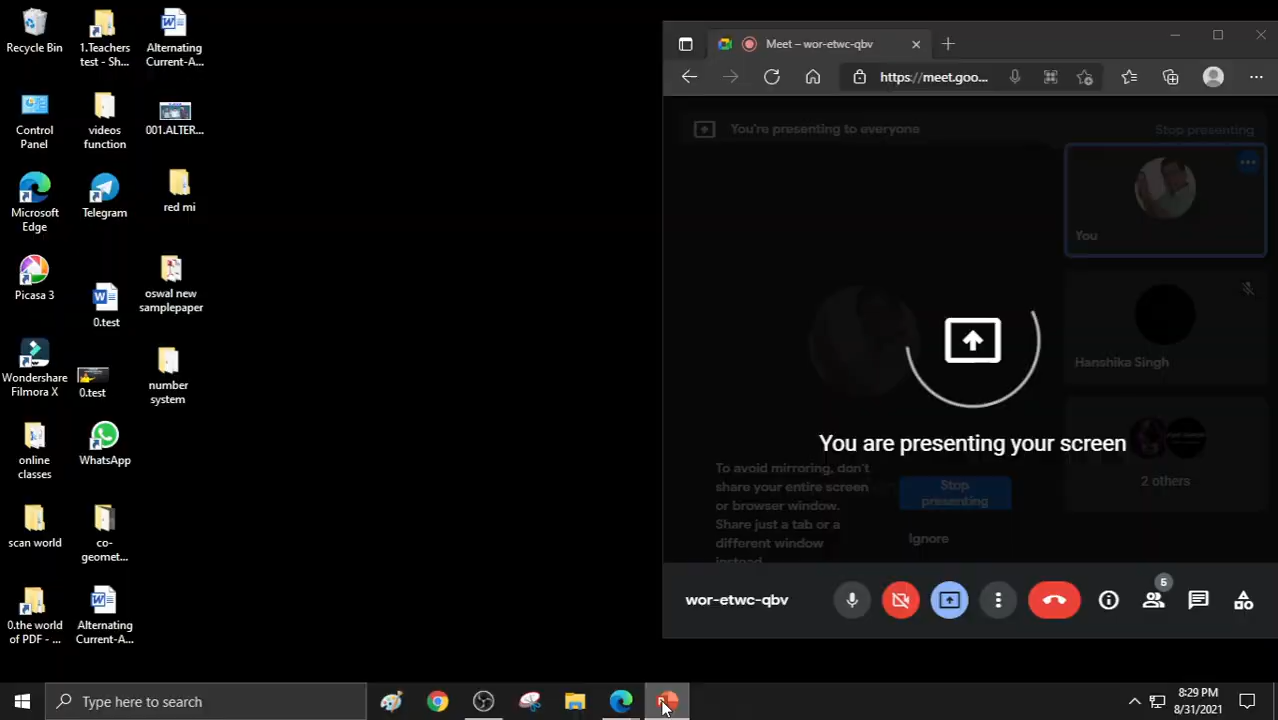 Recycle Bin
1.Teachers
test - Sh...
Alternating
Current-A...
Control
Panel
videos
function
001.ALTER...
Microsoft
Edge
Telegram
red mi
Picasa 3
0.test
oswal new
samplepaper
Wondershare
Filmora X
0.test
number
system
online
classes
WhatsApp
scan world
co-
geomet...
0.the world
of PDF - ...
Alternating
Current-A...
Meet – wor-etwc-qbv
https://meet.goo...
You're presenting to everyone
Stop presenting
You
Hanshika Singh
2 others
You are presenting your screen
To avoid mirroring, don't
share your entire screen
or browser window.
Share just a tab or a
different window
instead.
Stop
presenting
Ignore
wor-etwc-qbv
5
Type here to search
8:29 PM
8/31/2021